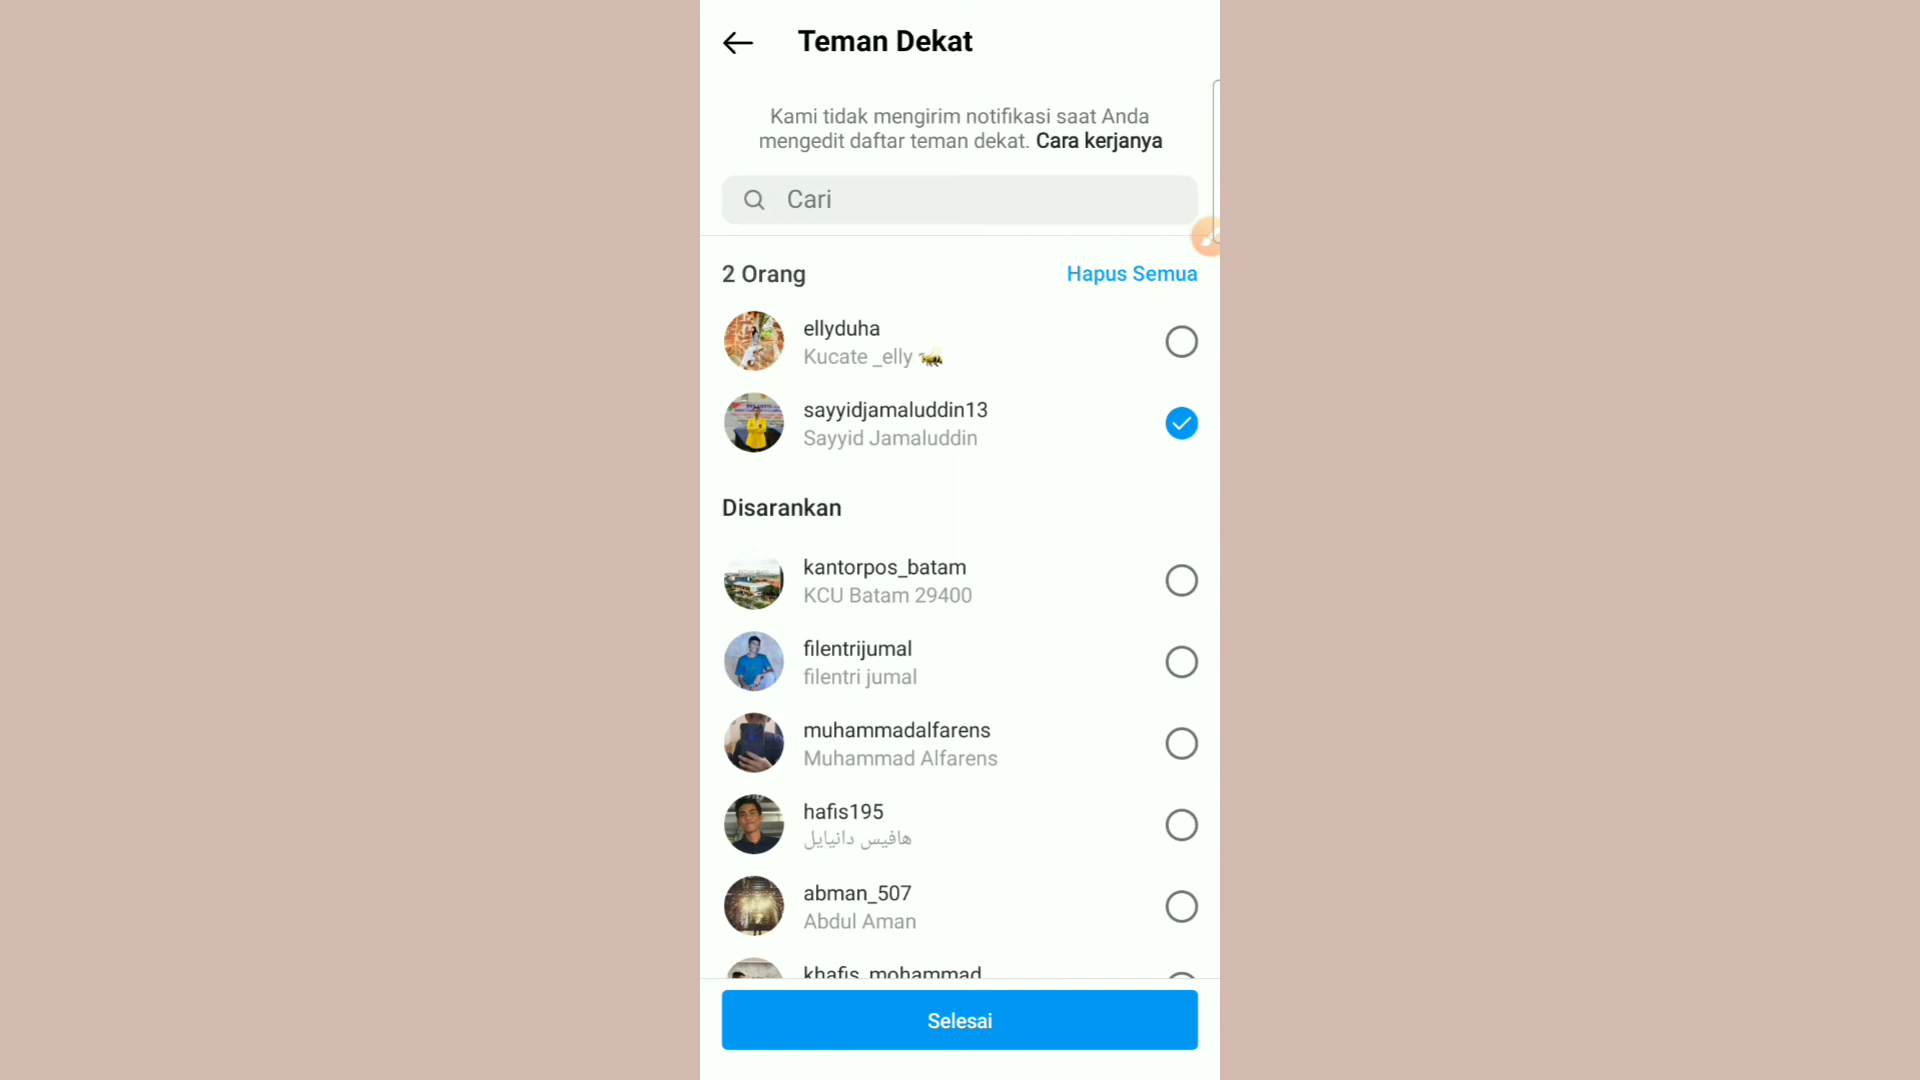 Teman Dekat
Kami tidak mengirim notifikasi saat Anda
mengedit daftar teman dekat. Cara kerjanya
Cari
2 Orang
Hapus Semua
ellyduha
Kucate _elly 🐝
sayyidjamaluddin13
Sayyid Jamaluddin
Disarankan
kantorpos_batam
KCU Batam 29400
filentrijumal
filentri jumal
muhammadalfarens
Muhammad Alfarens
hafis195
هافيس دانيايل
abman_507
Abdul Aman
khafis_mohammad
Selesai